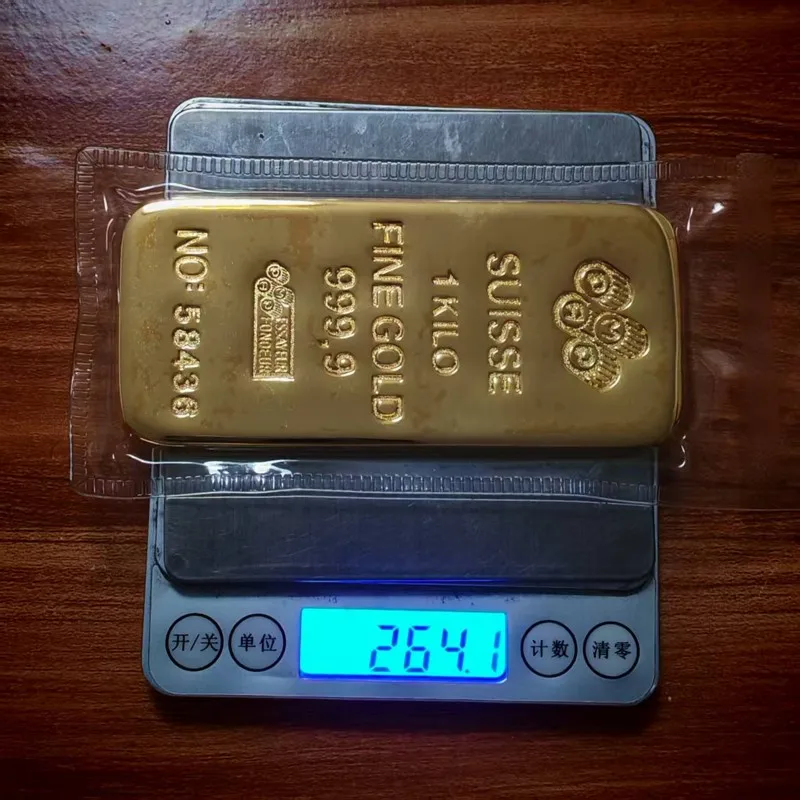 PAMP
SUISSE
1 KILO
FINE GOLD
999,9
ESSAYEUR
FONDEUR
NO: 58436
264.1
开/关
单位
计数
清零